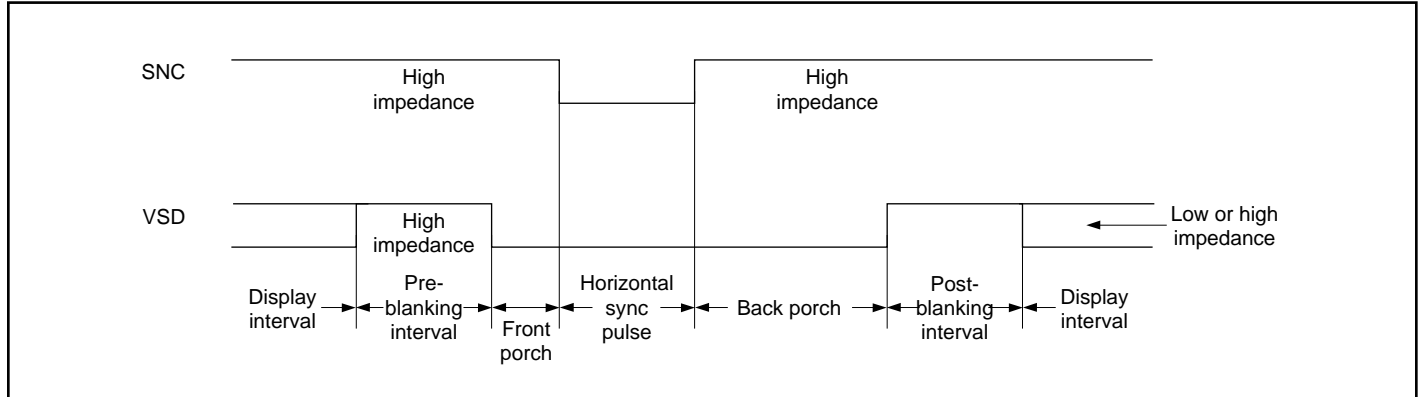 SNC
High
impedance
High
impedance
VSD
High
impedance
Low or high
impedance
Display
interval
Pre-
blanking
interval
Front
porch
Horizontal
sync
pulse
Back porch
Post-
blanking
interval
Display
interval